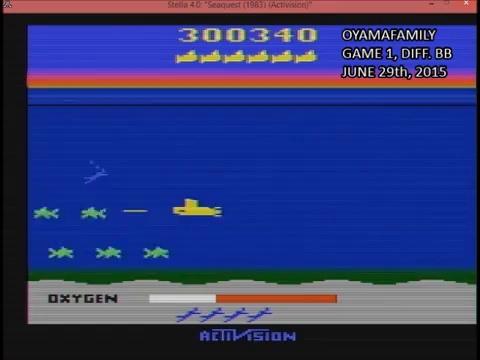 Stella 4.0: "Seaquest (1983) (Activision)"
300340
OYAMAFAMILY
GAME 1, DIFF. BB
JUNE 29th, 2015
OXYGEN
ACTIVISION